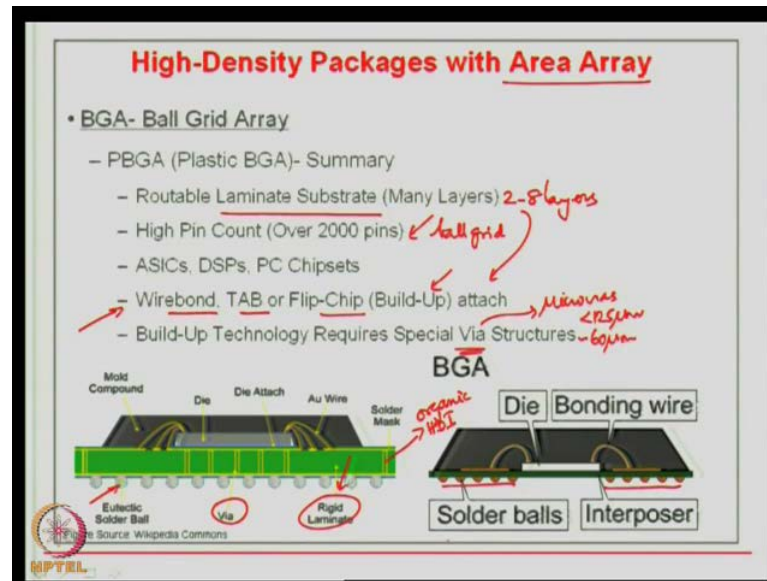 High-Density Packages with Area Array
• BGA- Ball Grid Array
– PBGA (Plastic BGA)- Summary
– Routable Laminate Substrate (Many Layers) 2-8 layers
– High Pin Count (Over 2000 pins) ball grid
– ASICs, DSPs, PC Chipsets
– Wirebond, TAB or Flip-Chip (Build-Up) attach
Microvias
<125µm
– Build-Up Technology Requires Special Via Structures -60µm
BGA
Mold
Compound
Die
Die Attach
Au Wire
Solder
Mask
organic
HDI
Eutectic
Solder Ball
Via
Rigid
Laminate
Die
Bonding wire
Solder balls
Interposer
Source: Wikipedia Commons
NPTEL